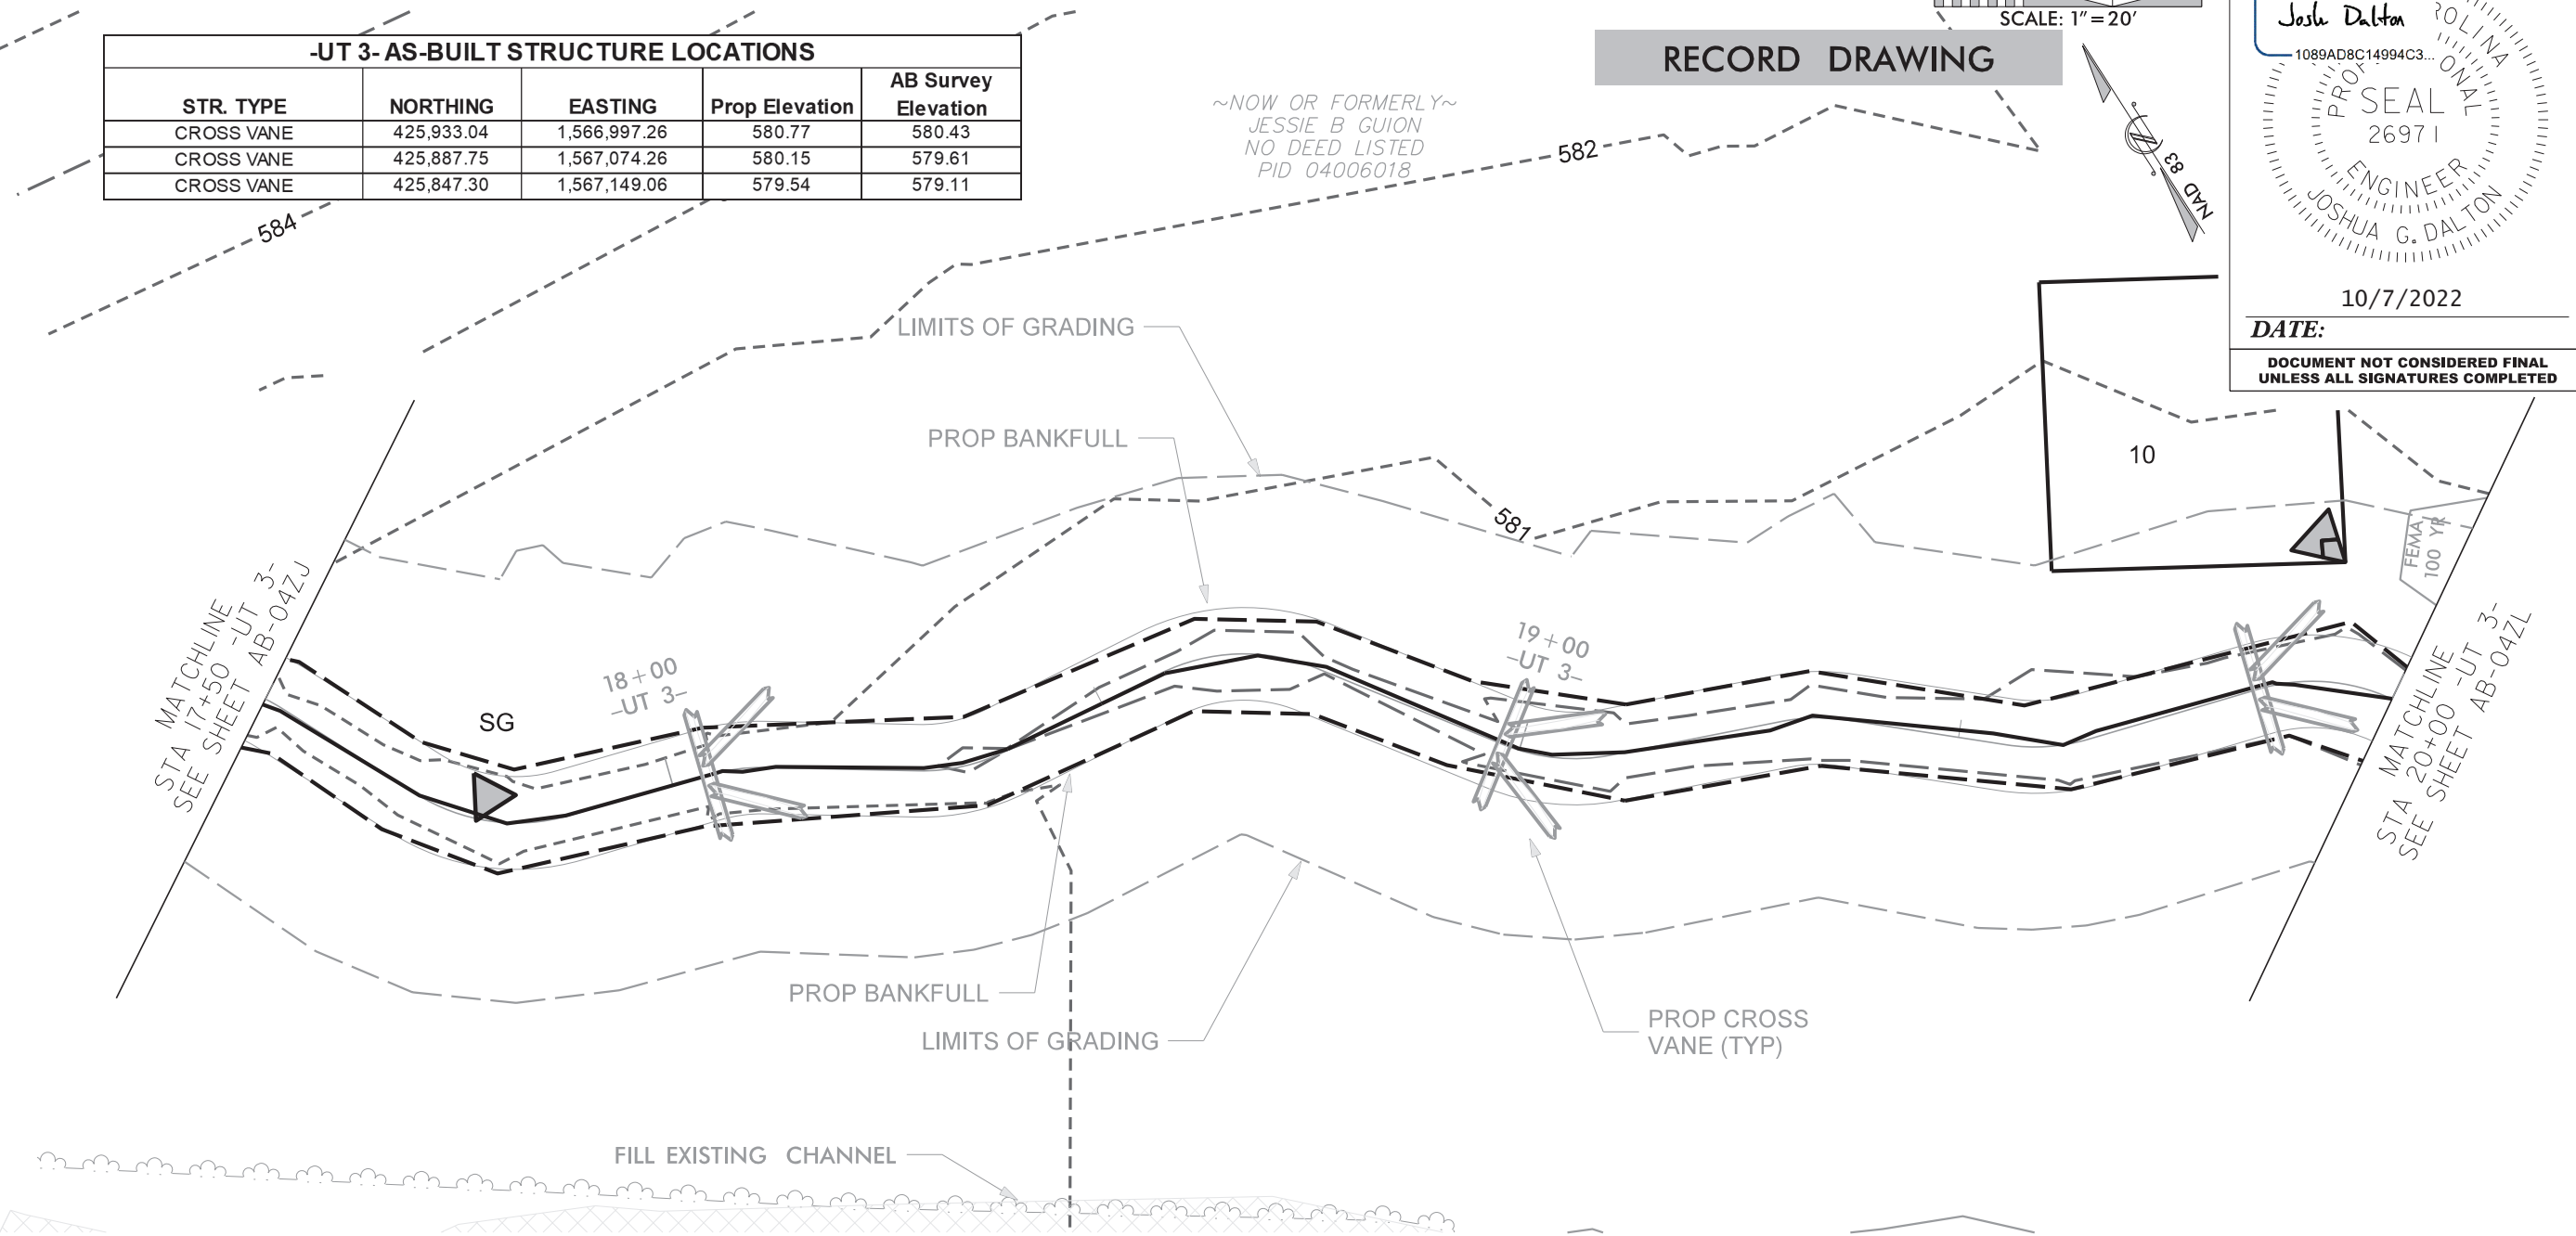 SCALE: 1"=20'
RECORD DRAWING
-UT 3- AS-BUILT STRUCTURE LOCATIONS
STR. TYPE NORTHING EASTING Prop Elevation AB Survey Elevation
CROSS VANE 425,933.04 1,566,997.26 580.77 580.43
CROSS VANE 425,887.75 1,567,074.26 580.15 579.61
CROSS VANE 425,847.30 1,567,149.06 579.54 579.11
~NOW OR FORMERLY~
JESSIE B GUION
NO DEED LISTED
PID 04006018
NAD 83
Josh Dalton
1089AD8C14994C3...
SEAL
26971
ENGINEER
JOSHUA G. DALTON
10/7/2022
DATE:
DOCUMENT NOT CONSIDERED FINAL
UNLESS ALL SIGNATURES COMPLETED
584
582
LIMITS OF GRADING
PROP BANKFULL
581
10
FEMA
100 YR
MATCHLINE
STA 17+50 -UT 3-
SEE SHEET AB-04ZJ
18+00
-UT 3-
SG
19+00
-UT 3-
MATCHLINE
STA 20+00 -UT 3-
SEE SHEET AB-04ZL
PROP BANKFULL
LIMITS OF GRADING
PROP CROSS
VANE (TYP)
FILL EXISTING CHANNEL